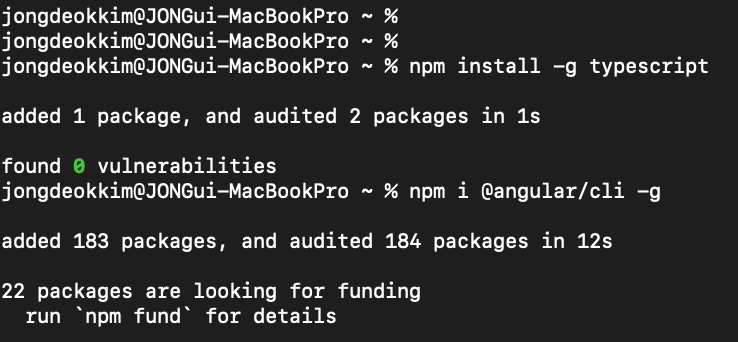 jongdeokkim@JONGui-MacBookPro ~ %
jongdeokkim@JONGui-MacBookPro ~ %
jongdeokkim@JONGui-MacBookPro ~ % npm install -g typescript
added 1 package, and audited 2 packages in 1s
found 0 vulnerabilities
jongdeokkim@JONGui-MacBookPro ~ % npm i @angular/cli -g
added 183 packages, and audited 184 packages in 12s
22 packages are looking for funding
  run `npm fund` for details